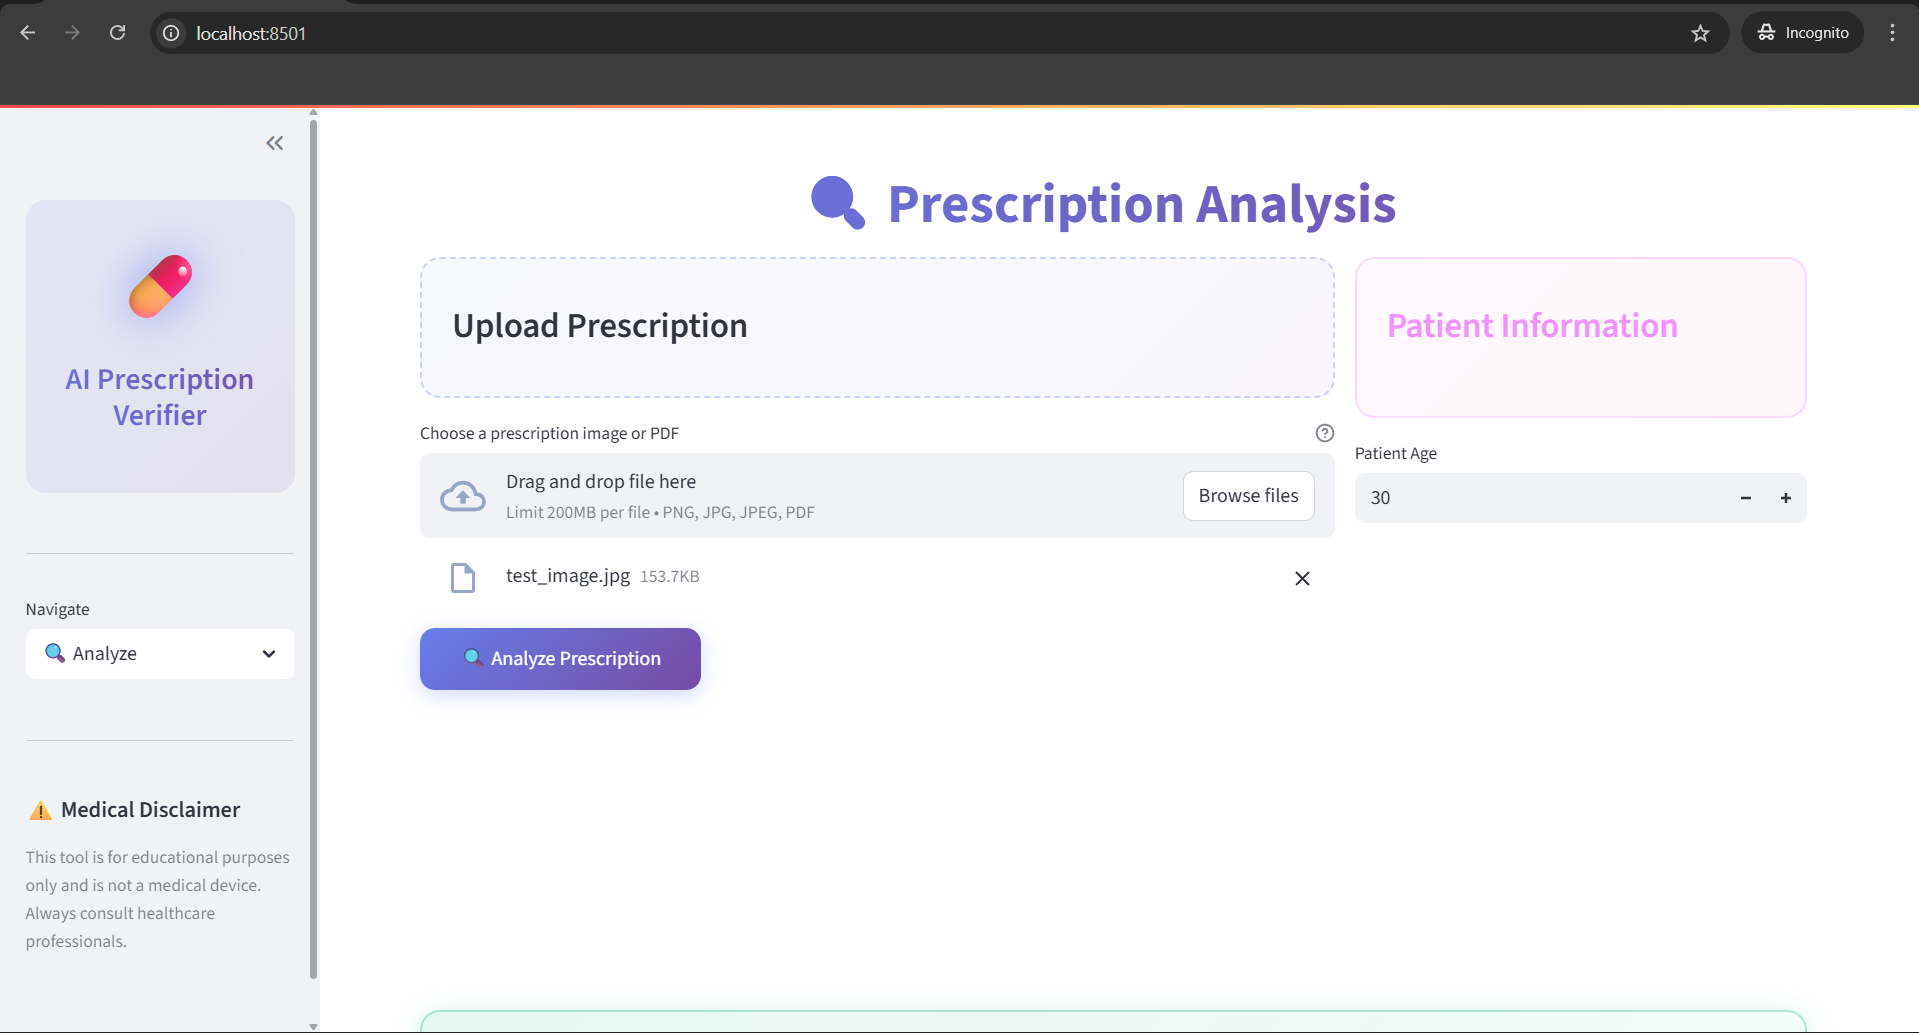 localhost:8501
Incognito
AI Prescription
Verifier
Navigate
Analyze
Medical Disclaimer
This tool is for educational purposes
only and is not a medical device.
Always consult healthcare
professionals.
Prescription Analysis
Upload Prescription
Choose a prescription image or PDF
Drag and drop file here
Limit 200MB per file • PNG, JPG, JPEG, PDF
Browse files
test_image.jpg 153.7KB
Analyze Prescription
Patient Information
Patient Age
30